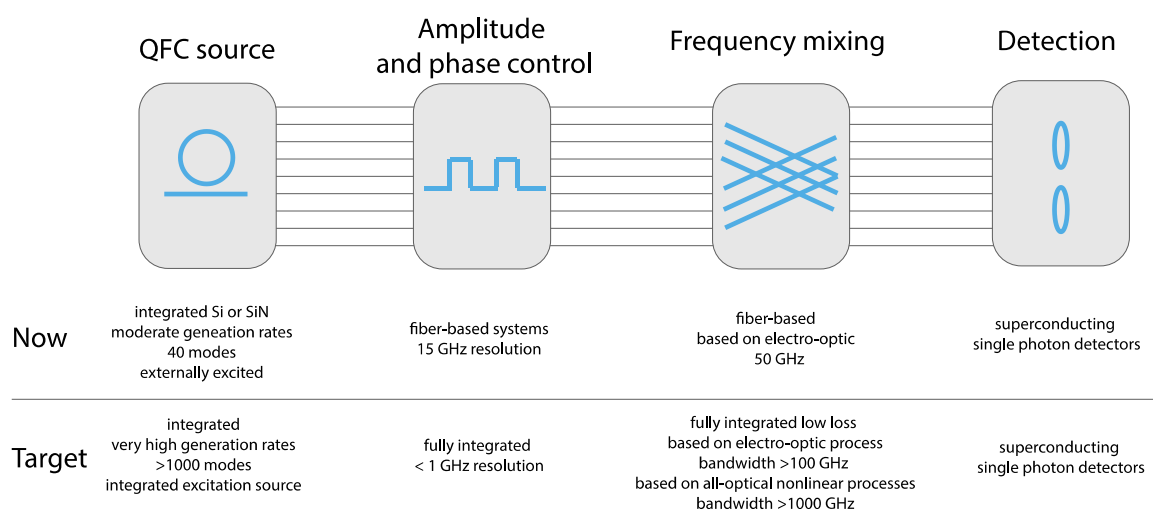 QFC source
Amplitude
and phase control
Frequency mixing
Detection
Now
integrated Si or SiN
moderate geneation rates
40 modes
externally excited
fiber-based systems
15 GHz resolution
fiber-based
based on electro-optic
50 GHz
superconducting
single photon detectors
Target
integrated
very high generation rates
>1000 modes
integrated excitation source
fully integrated
< 1 GHz resolution
fully integrated low loss
based on electro-optic process
bandwidth >100 GHz
based on all-optical nonlinear processes
bandwidth >1000 GHz
superconducting
single photon detectors